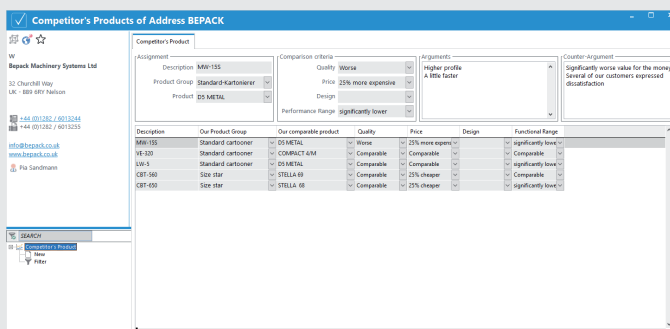 Competitor's Products of Address BEPACK
W
Bepack Machinery Systems Ltd
32 Churchill Way
UK - BB9 6RY Nelson
+44 (0)1282 / 6013244
+44 (0)1282 / 6013255
info@bepack.co.uk
www.bepack.co.uk
Pia Sandmann
SEARCH
Competitor's Product
New
Filter
Competitor's Product
Assignment
Description MW-15S
Product Group Standard-Kartonierer
Product D5 METAL
Comparison criteria
Quality Worse
Price 25% more expensive
Design
Performance Range significantly lower
Arguments
Higher profile
A little faster
Counter-Argument
Significantly worse value for the money
Several of our customers expressed
dissatisfaction
Description Our Product Group Our comparable product Quality Price Design Functional Range
MW-15S Standard cartooner D5 METAL Worse 25% more expens significantly lowe
VE-320 Standard cartooner COMPACT 4/M Comparable Comparable Comparable
LW-5 Standard cartooner D5 METAL Comparable Comparable significantly lowe
CBT-560 Size star STELLA 69 Comparable 25% cheaper Comparable
CBT-650 Size star STELLA 68 Comparable 25% cheaper significantly lowe